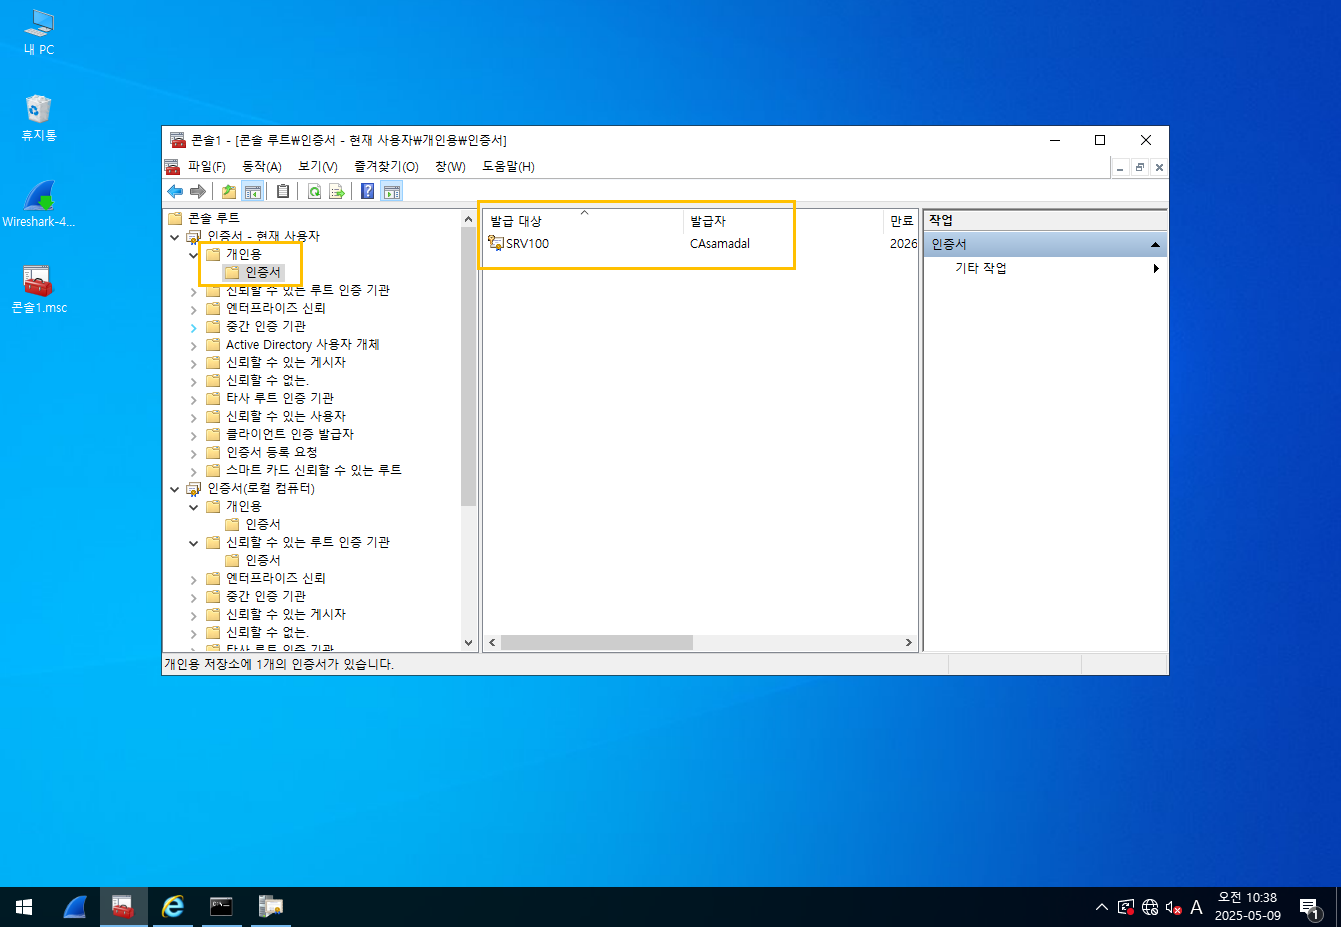 내 PC
휴지통
Wireshark-4...
콘솔1.msc
콘솔1 - [콘솔 루트₩인증서 - 현재 사용자₩개인용₩인증서]
파일(F) 동작(A) 보기(V) 즐겨찾기(O) 창(W) 도움말(H)
콘솔 루트
인증서 - 현재 사용자
개인용
인증서
신뢰할 수 있는 루트 인증 기관
엔터프라이즈 신뢰
중간 인증 기관
Active Directory 사용자 개체
신뢰할 수 있는 게시자
신뢰할 수 없는.
타사 루트 인증 기관
신뢰할 수 있는 사용자
클라이언트 인증 발급자
인증서 등록 요청
스마트 카드 신뢰할 수 있는 루트
인증서(로컬 컴퓨터)
개인용
인증서
신뢰할 수 있는 루트 인증 기관
인증서
엔터프라이즈 신뢰
중간 인증 기관
신뢰할 수 있는 게시자
신뢰할 수 없는.
타사 루트 인증 기관
발급 대상 발급자 만료
SRV100 CAsamadal 2026
작업
인증서
기타 작업
개인용 저장소에 1개의 인증서가 있습니다.
A
오전 10:38
2025-05-09
1